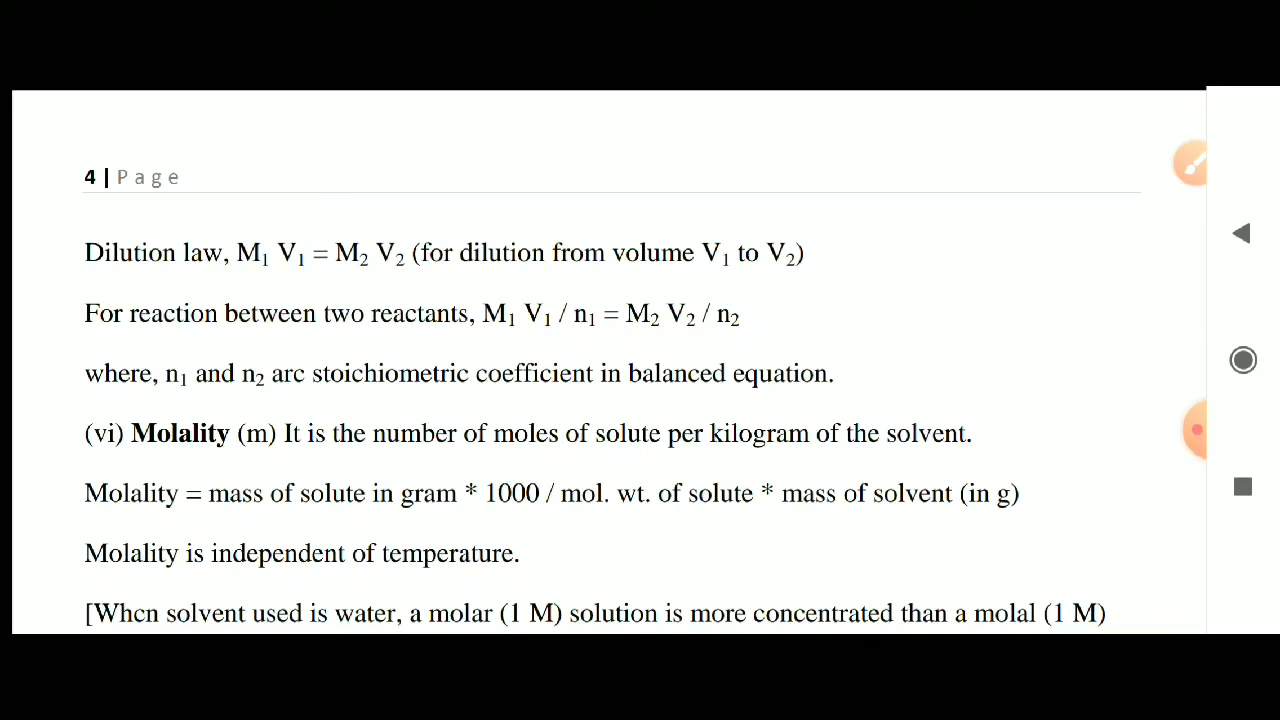 4 | Page
Dilution law, M₁ V₁ = M₂ V₂ (for dilution from volume V₁ to V₂)
For reaction between two reactants, M₁ V₁ / n₁ = M₂ V₂ / n₂
where, n₁ and n₂ arc stoichiometric coefficient in balanced equation.
(vi) Molality (m) It is the number of moles of solute per kilogram of the solvent.
Molality = mass of solute in gram * 1000 / mol. wt. of solute * mass of solvent (in g)
Molality is independent of temperature.
[Whcn solvent used is water, a molar (1 M) solution is more concentrated than a molal (1 M)